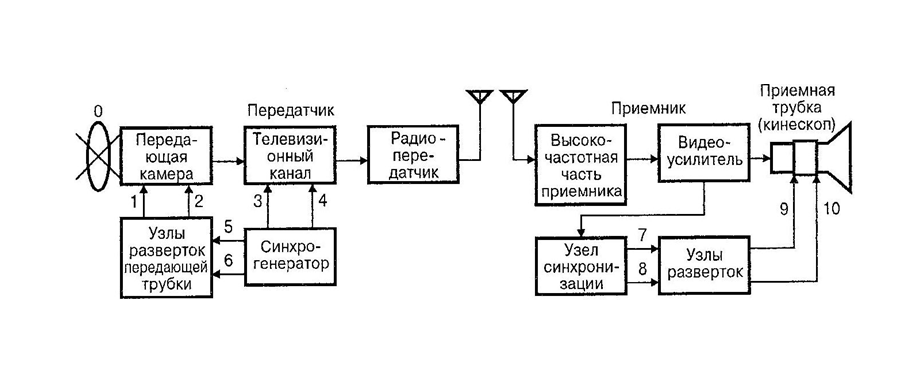 О
Передатчик
Приемник
Приемная
трубка
(кинескоп)
Переда-
ющая
камера
Телевизи-
онный
канал
Радио-
пере-
датчик
Высоко-
частотная
часть
приемника
Видео-
усилитель
1
2
3
4
9
10
Узлы
разверток
передающей
трубки
5
6
Синхро-
генератор
Узел
синхрони-
зации
7
8
Узлы
разверток